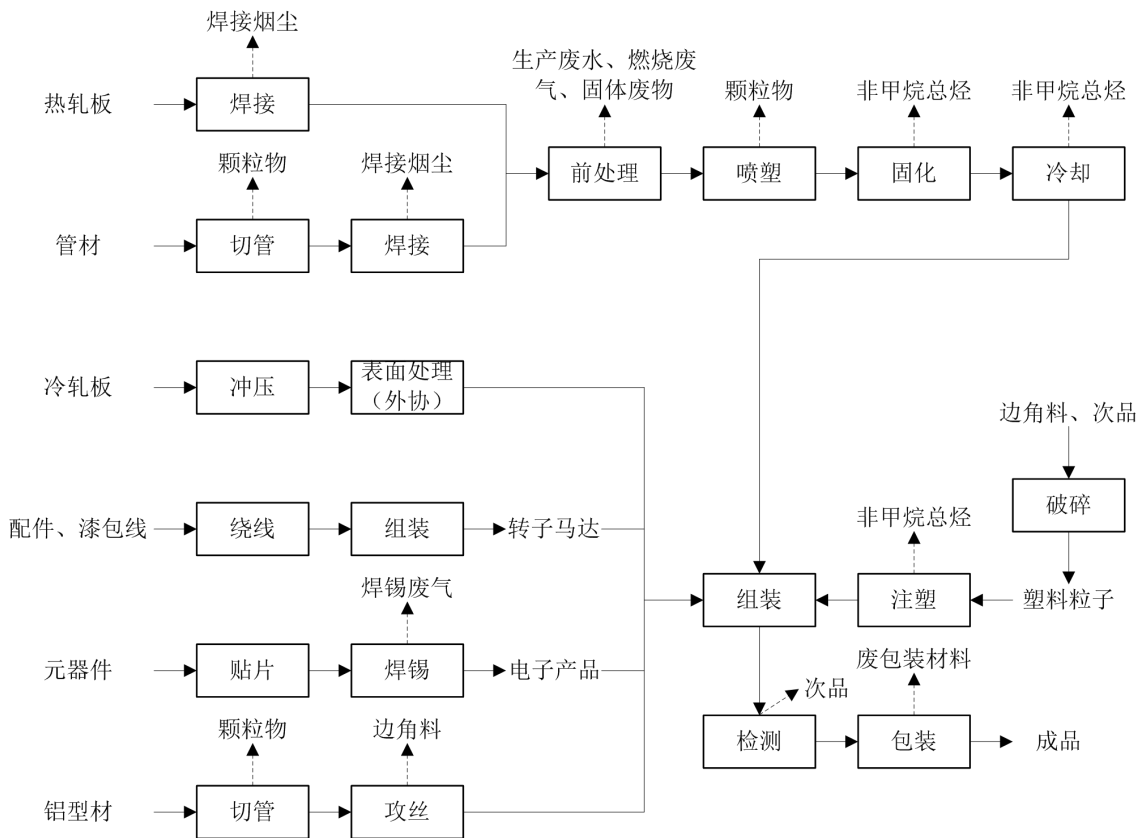 焊接烟尘
热轧板
焊接
生产废水、燃烧废
气、固体废物
颗粒物
非甲烷总烃
非甲烷总烃
颗粒物
焊接烟尘
前处理
喷塑
固化
冷却
管材
切管
焊接
冷轧板
冲压
表面处理
（外协）
边角料、次品
破碎
配件、漆包线
绕线
组装
转子马达
非甲烷总烃
焊锡废气
组装
注塑
塑料粒子
元器件
贴片
焊锡
电子产品
废包装材料
次品
颗粒物
边角料
检测
包装
成品
铝型材
切管
攻丝